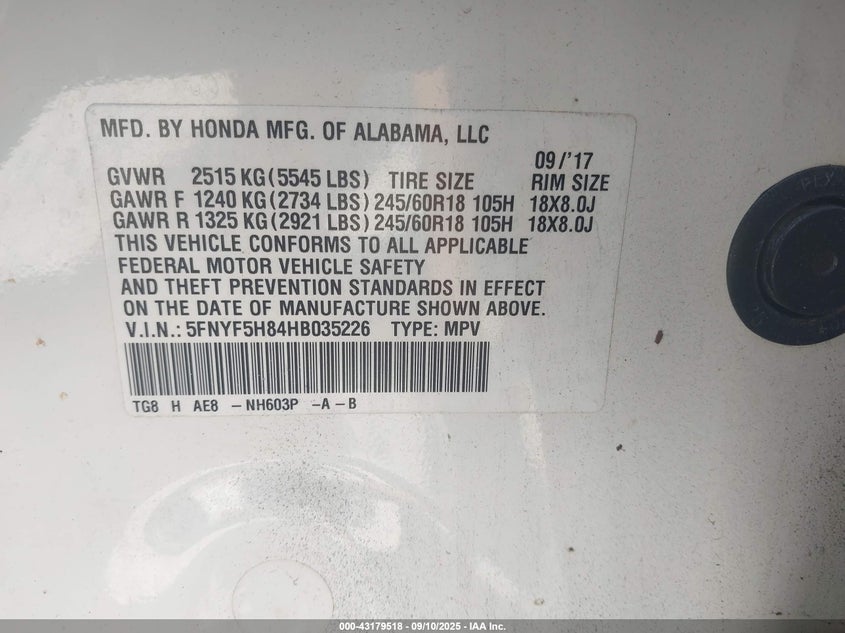 MFD. BY HONDA MFG. OF ALABAMA, LLC
09/'17
GVWR 2515 KG (5545 LBS) TIRE SIZE RIM SIZE
GAWR F 1240 KG (2734 LBS) 245/60R18 105H 18X8.0J
GAWR R 1325 KG (2921 LBS) 245/60R18 105H 18X8.0J
THIS VEHICLE CONFORMS TO ALL APPLICABLE
FEDERAL MOTOR VEHICLE SAFETY
AND THEFT PREVENTION STANDARDS IN EFFECT
ON THE DATE OF MANUFACTURE SHOWN ABOVE.
V.I.N.: 5FNYF5H84HB035226 TYPE: MPV
TG8 H AE8 -NH603P -A-B
000-43179518 - 09/10/2025 - IAA Inc.